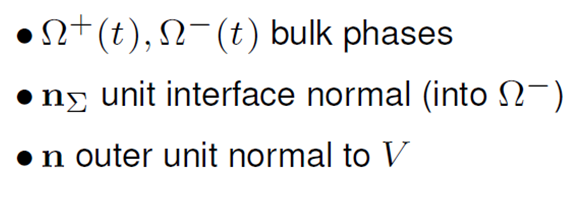 • Ω⁺(t), Ω⁻(t) bulk phases
• n_Σ unit interface normal (into Ω⁻)
• n outer unit normal to V